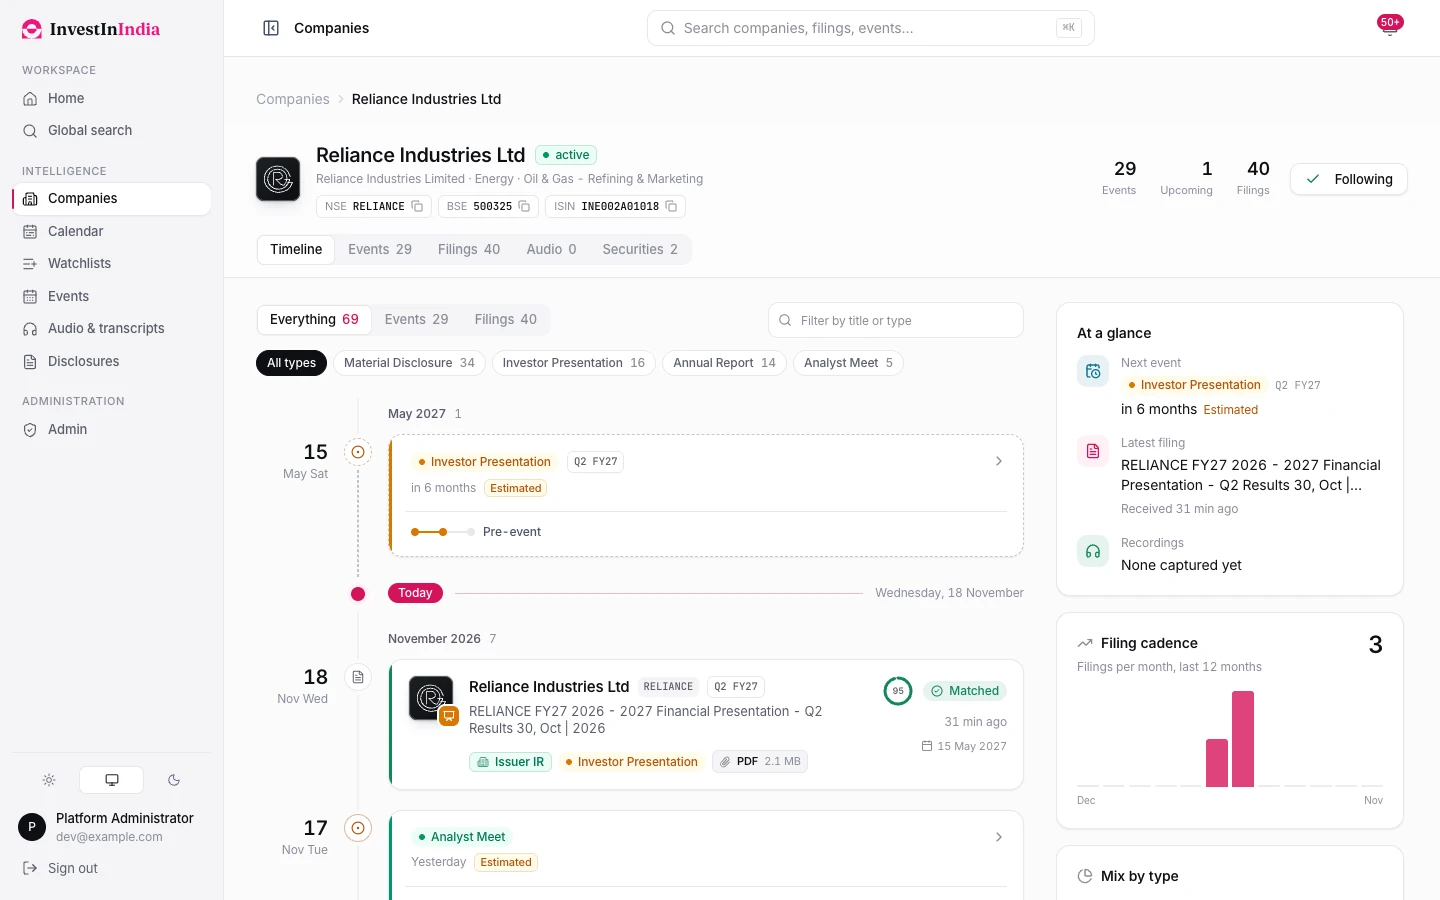 InvestInIndia
WORKSPACE
Home
Global search
INTELLIGENCE
Companies
Calendar
Watchlists
Events
Audio & transcripts
Disclosures
ADMINISTRATION
Admin
P
Platform Administrator
dev@example.com
Sign out
Companies
Search companies, filings, events...
⌘K
50+
Companies > Reliance Industries Ltd
Reliance Industries Ltd
active
Reliance Industries Limited · Energy · Oil & Gas - Refining & Marketing
NSE RELIANCE
BSE 500325
ISIN INE002A01018
29
Events
1
Upcoming
40
Filings
Following
Timeline
Events 29
Filings 40
Audio 0
Securities 2
Everything 69
Events 29
Filings 40
Filter by title or type
All types
Material Disclosure 34
Investor Presentation 16
Annual Report 14
Analyst Meet 5
May 2027 1
15
May Sat
Investor Presentation
Q2 FY27
in 6 months
Estimated
Pre-event
Today
Wednesday, 18 November
November 2026 7
18
Nov Wed
Reliance Industries Ltd
RELIANCE
Q2 FY27
RELIANCE FY27 2026 - 2027 Financial Presentation - Q2
Results 30, Oct | 2026
Issuer IR
Investor Presentation
PDF 2.1 MB
95
Matched
31 min ago
15 May 2027
17
Nov Tue
Analyst Meet
Yesterday
Estimated
At a glance
Next event
Investor Presentation
Q2 FY27
in 6 months Estimated
Latest filing
RELIANCE FY27 2026 - 2027 Financial
Presentation - Q2 Results 30, Oct |...
Received 31 min ago
Recordings
None captured yet
Filing cadence
3
Filings per month, last 12 months
Dec
Nov
Mix by type